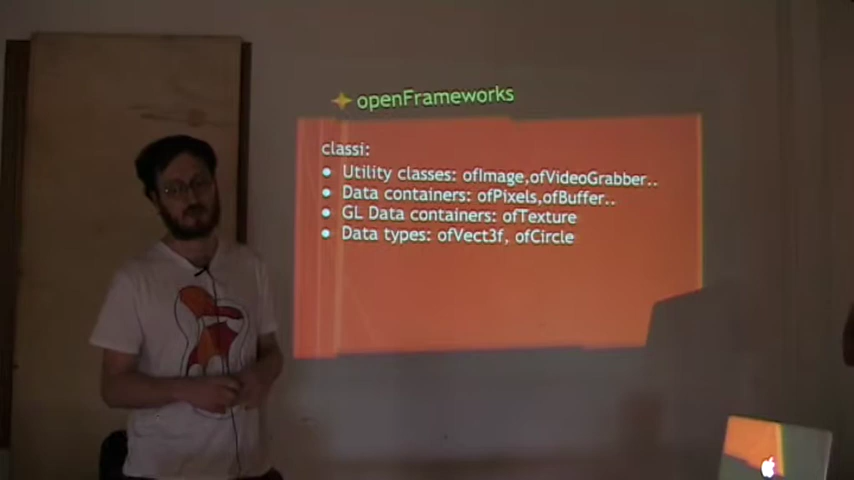 openFrameworks
classi:
• Utility classes: ofImage,ofVideoGrabber..
• Data containers: ofPixels,ofBuffer..
• GL Data containers: ofTexture
• Data types: ofVect3f, ofCircle